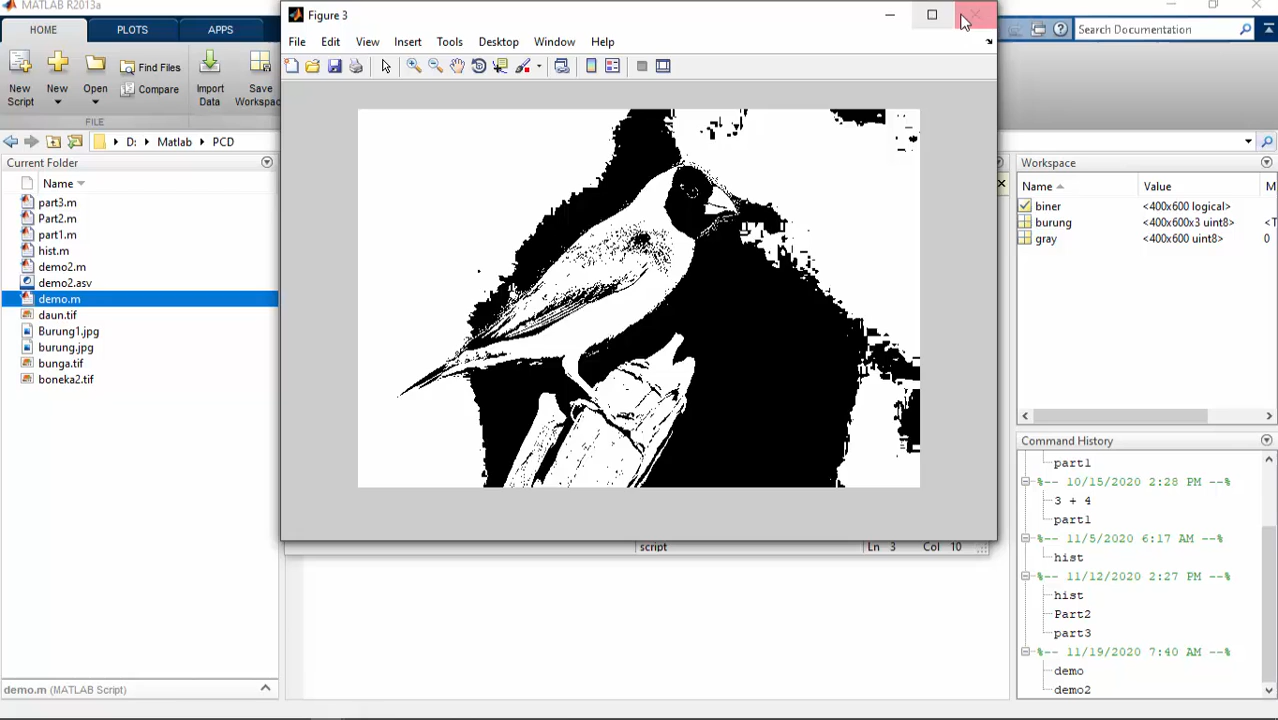 MATLAB R2013a
Figure 3
HOME
PLOTS
APPS
File Edit View Insert Tools Desktop Window Help
Search Documentation
New Script
New
Open
Find Files
Compare
Import Data
Save
FILE
D: Matlab PCD
Current Folder
Name
part3.m
Part2.m
part1.m
hist.m
demo2.m
demo2.asv
demo.m
daun.tif
Burung1.jpg
burung.jpg
bunga.tif
boneka2.tif
demo.m (MATLAB Script)
script
Ln 3 Col 10
Workspace
Name Value M
biner <400x600 logical>
burung <400x600x3 uint8> <T
gray <400x600 uint8> 0
Command History
part1
%-- 10/15/2020 2:28 PM --%
3 + 4
part1
%-- 11/5/2020 6:17 AM --%
hist
%-- 11/12/2020 2:27 PM --%
hist
Part2
part3
%-- 11/19/2020 7:40 AM --%
demo
demo2